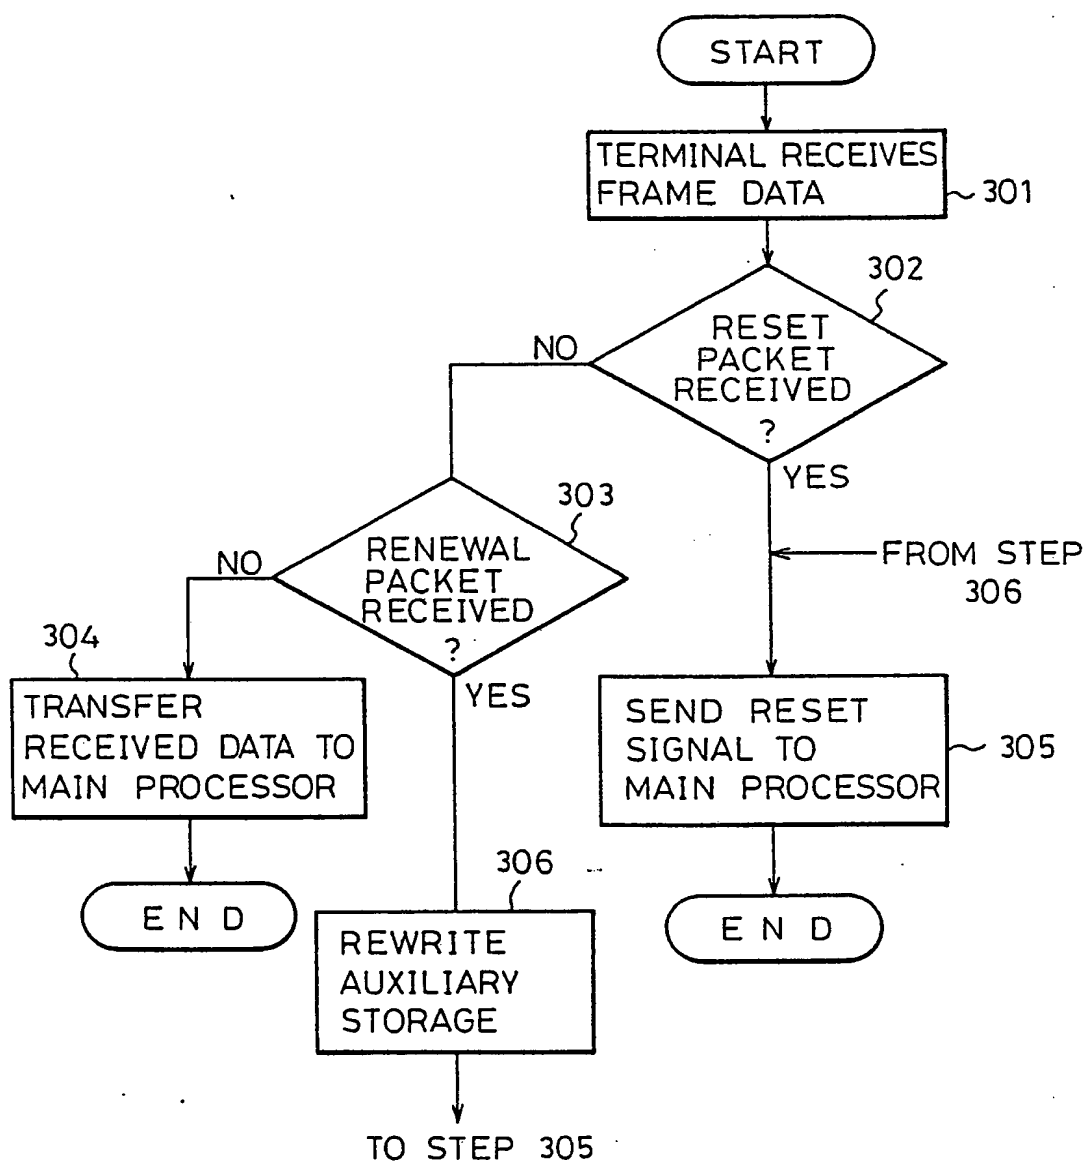 START
TERMINAL RECEIVES
FRAME DATA
301
302
RESET
PACKET
RECEIVED
?
NO
YES
303
RENEWAL
PACKET
RECEIVED
?
NO
YES
FROM STEP
306
304
TRANSFER
RECEIVED DATA TO
MAIN PROCESSOR
SEND RESET
SIGNAL TO
MAIN PROCESSOR
305
END
306
REWRITE
AUXILIARY
STORAGE
END
TO STEP 305